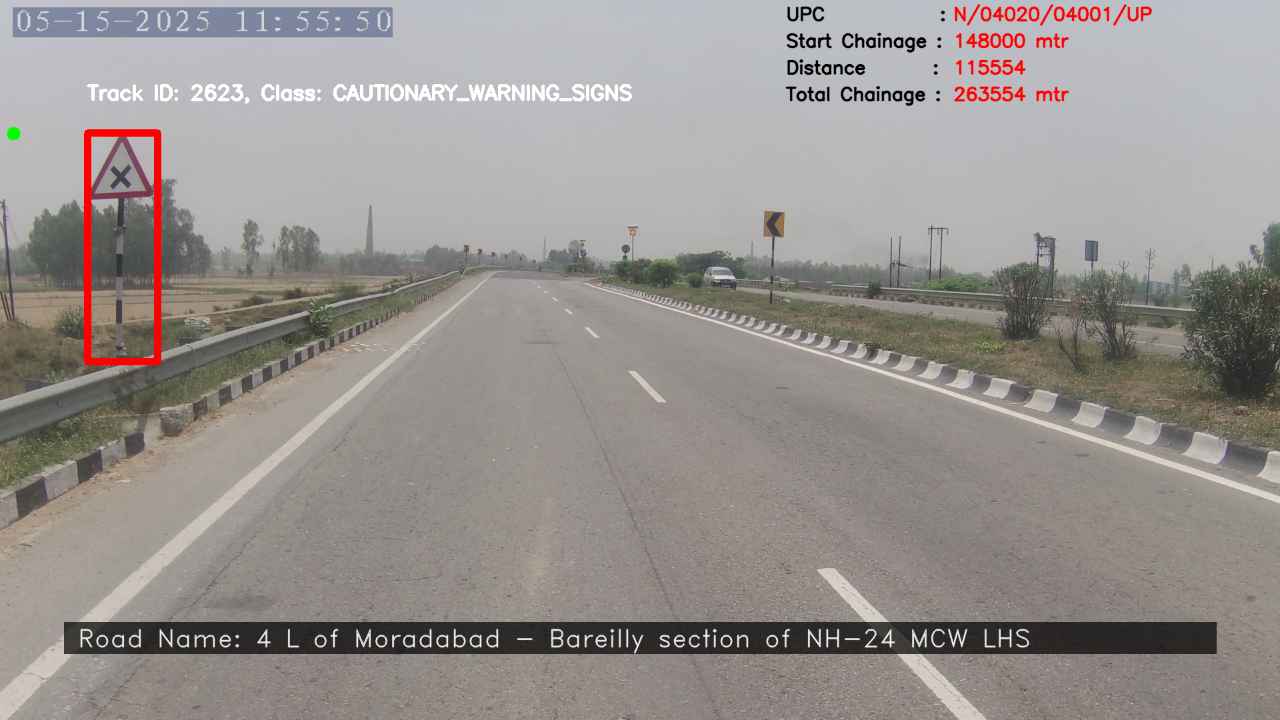 05-15-2025 11:55:50
UPC : N/04020/04001/UP
Start Chainage : 148000 mtr
Distance : 115554
Total Chainage : 263554 mtr
Track ID: 2623, Class: CAUTIONARY_WARNING_SIGNS
Road Name: 4 L of Moradabad - Bareilly section of NH-24 MCW LHS